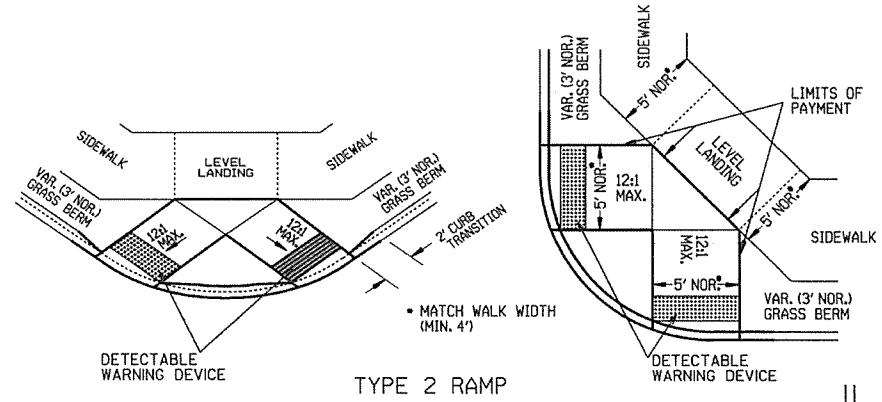 SIDEWALK
LEVEL
LANDING
SIDEWALK
VAR. (3' NOR.)
GRASS BERM
VAR. (3' NOR.)
GRASS BERM
12:1
MAX.
12:1
MAX.
2' CURB
TRANSITION
* MATCH WALK WIDTH
(MIN. 4')
DETECTABLE
WARNING DEVICE
TYPE 2 RAMP
VAR. (3' NOR.)
GRASS BERM
SIDEWALK
5' NOR.*
LIMITS OF
PAYMENT
5' NOR.*
12:1
MAX.
LEVEL
LANDING
5' NOR.*
12:1
MAX.
SIDEWALK
5' NOR.*
VAR. (3' NOR.)
GRASS BERM
DETECTABLE
WARNING DEVICE